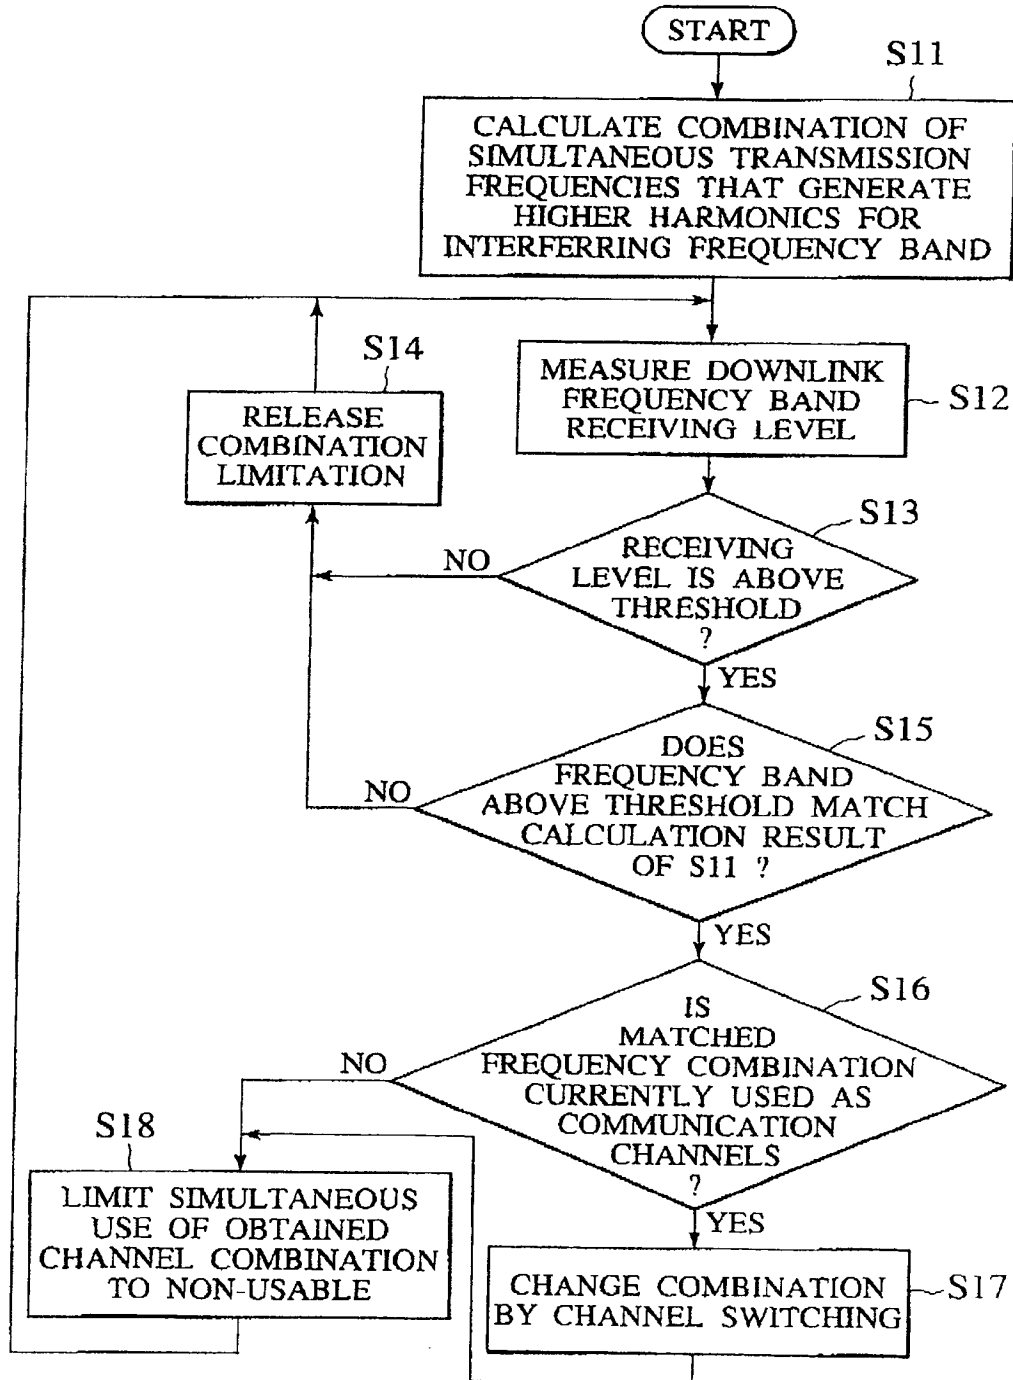 START
S11
CALCULATE COMBINATION OF
SIMULTANEOUS TRANSMISSION
FREQUENCIES THAT GENERATE
HIGHER HARMONICS FOR
INTERFERRING FREQUENCY BAND
S14
RELEASE
COMBINATION
LIMITATION
MEASURE DOWNLINK
FREQUENCY BAND
RECEIVING LEVEL
S12
S13
NO
RECEIVING
LEVEL IS ABOVE
THRESHOLD
?
YES
S15
NO
DOES
FREQUENCY BAND
ABOVE THRESHOLD MATCH
CALCULATION RESULT
OF S11 ?
YES
S16
NO
IS
MATCHED
FREQUENCY COMBINATION
CURRENTLY USED AS
COMMUNICATION
CHANNELS
?
YES
S18
LIMIT SIMULTANEOUS
USE OF OBTAINED
CHANNEL COMBINATION
TO NON-USABLE
CHANGE COMBINATION
BY CHANNEL SWITCHING
S17